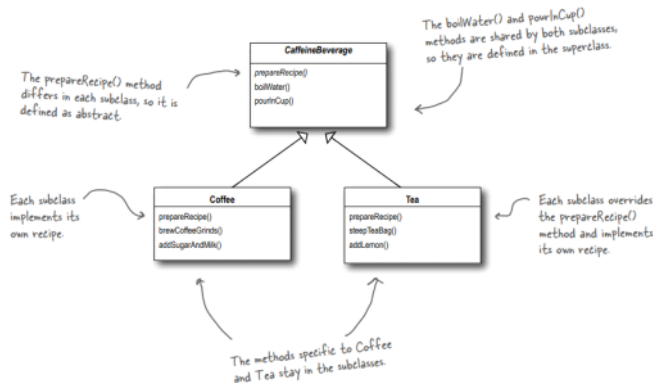 The boilWater() and pourInCup()
methods are shared by both subclasses,
so they are defined in the superclass.
CaffeineBeverage
prepareRecipe()
boilWater()
pourInCup()
The prepareRecipe() method
differs in each subclass, so it is
defined as abstract.
Each subclass
implements its
own recipe.
Coffee
prepareRecipe()
brewCoffeeGrinds()
addSugarAndMilk()
Tea
prepareRecipe()
steepTeaBag()
addLemon()
Each subclass overrides
the prepareRecipe()
method and implements
its own recipe.
The methods specific to Coffee
and Tea stay in the subclasses.